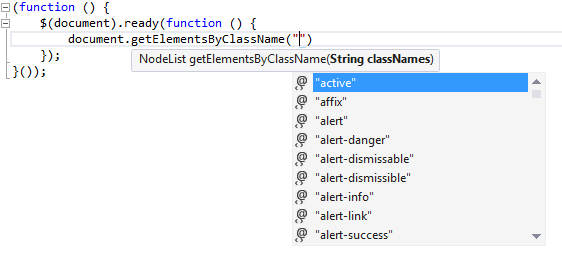 (function () {
$(document).ready(function () {
document.getElementsByClassName("")
NodeList getElementsByClassName(String classNames)
});
}());
"active"
"affix"
"alert"
"alert-danger"
"alert-dismissable"
"alert-dismissible"
"alert-info"
"alert-link"
"alert-success"